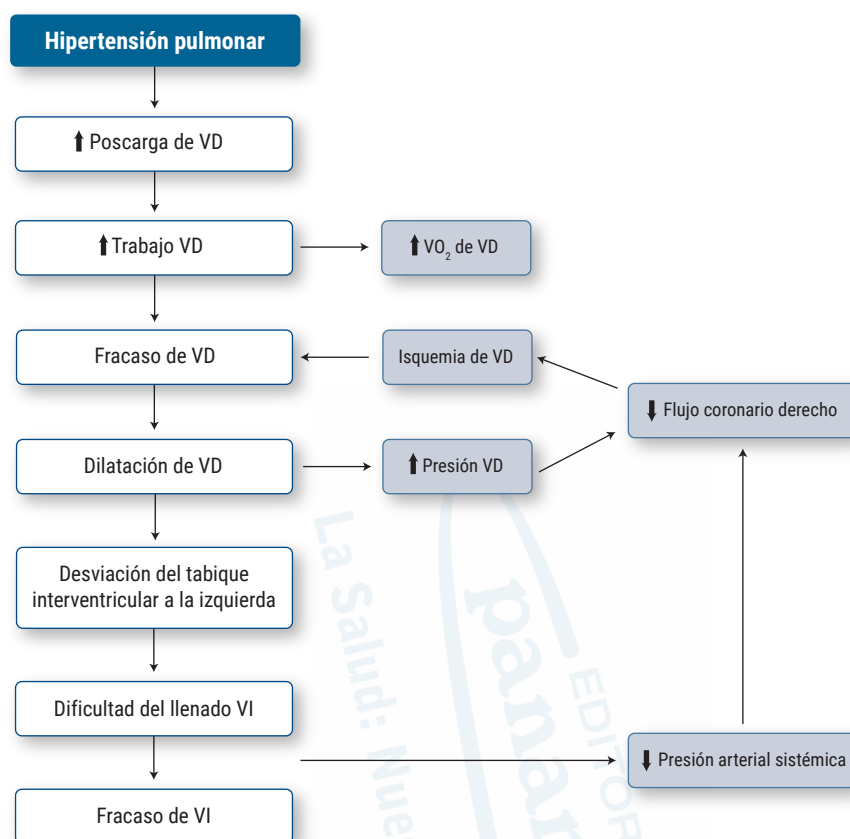 Hipertensión pulmonar
⬆ Poscarga de VD
⬆ Trabajo VD
⬆ VO₂ de VD
Fracaso de VD
Isquemia de VD
⬇ Flujo coronario derecho
Dilatación de VD
⬆ Presión VD
Desviación del tabique
interventricular a la izquierda
Dificultad del llenado VI
⬇ Presión arterial sistémica
Fracaso de VI
La Salud: